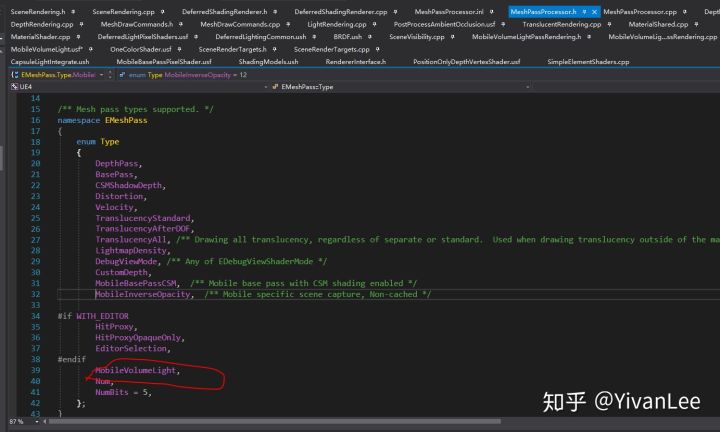 SceneRendering.h
SceneRendering.cpp
DeferredShadingRenderer.h
DeferredShadingRenderer.cpp
MeshPassProcessor.inl
MeshPassProcessor.h
MeshPassProcessor.cpp
DepthRendering.h
MeshDrawCommands.h
MeshDrawCommands.cpp
LightRendering.cpp
PostProcessAmbientOcclusion.usf
TranslucentRendering.cpp
MaterialShared.cpp
MaterialShader.cpp
DeferredLightPixelShaders.usf
DeferredLightingCommon.ush
BRDF.ush
SceneVisibility.cpp
MobileVolumeLightPassRendering.h
MobileVolumeLig...ssRendering.cpp
MobileVolumeLight.usf*
OneColorShader.usf
SceneRenderTargets.h
SceneRenderTargets.cpp
CapsuleLightIntegrate.ush
MobileBasePassPixelShader.usf
ShadingModels.ush
RendererInterface.h
PositionOnlyDepthVertexShader.usf
SimpleElementShaders.cpp
EMeshPass.Type.Mobile
enum Type MobileInverseOpacity = 12
UE4
EMeshPass::Type
14
15 /** Mesh pass types supported. */
16 namespace EMeshPass
17 {
18 enum Type
19 {
20 DepthPass,
21 BasePass,
22 CSMShadowDepth,
23 Distortion,
24 Velocity,
25 TranslucencyStandard,
26 TranslucencyAfterDOF,
27 TranslucencyAll, /** Drawing all translucency, regardless of separate or standard.  Used when drawing translucency outside of the ma
28 LightmapDensity,
29 DebugViewMode, /** Any of EDebugViewShaderMode */
30 CustomDepth,
31 MobileBasePassCSM,  /** Mobile base pass with CSM shading enabled */
32 MobileInverseOpacity,  /** Mobile specific scene capture, Non-cached */
33
34 #if WITH_EDITOR
35 HitProxy,
36 HitProxyOpaqueOnly,
37 EditorSelection,
38 #endif
39 MobileVolumeLight,
40 Num,
41 NumBits = 5,
42 };
43 }
87 %
知乎 @YivanLee